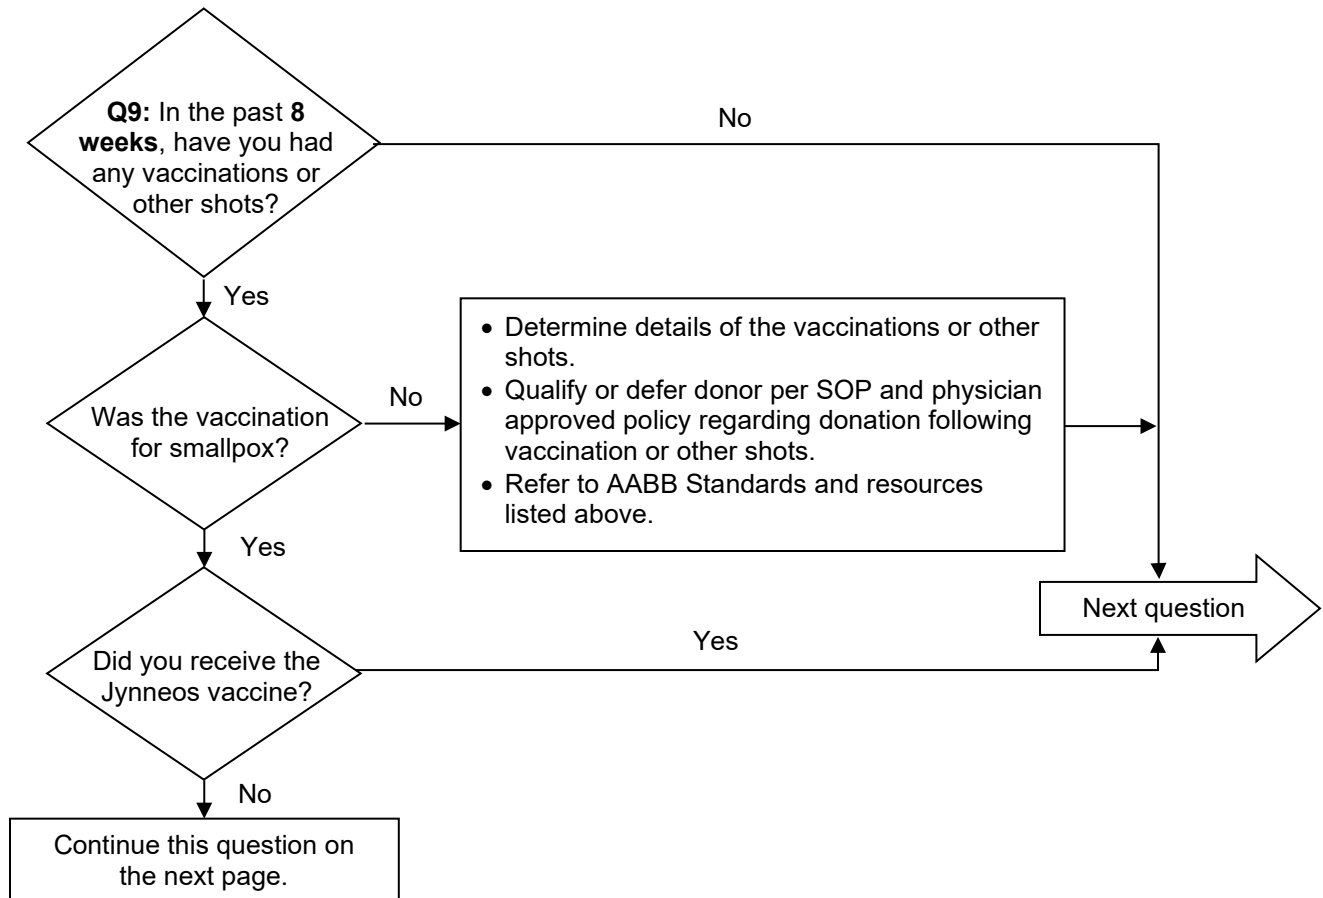 Q9: In the past 8
weeks, have you had
any vaccinations or
other shots?
No
Yes
Was the vaccination
for smallpox?
No
• Determine details of the vaccinations or other
shots.
• Qualify or defer donor per SOP and physician
approved policy regarding donation following
vaccination or other shots.
• Refer to AABB Standards and resources
listed above.
Yes
Did you receive the
Jynneos vaccine?
Yes
Next question
No
Continue this question on
the next page.